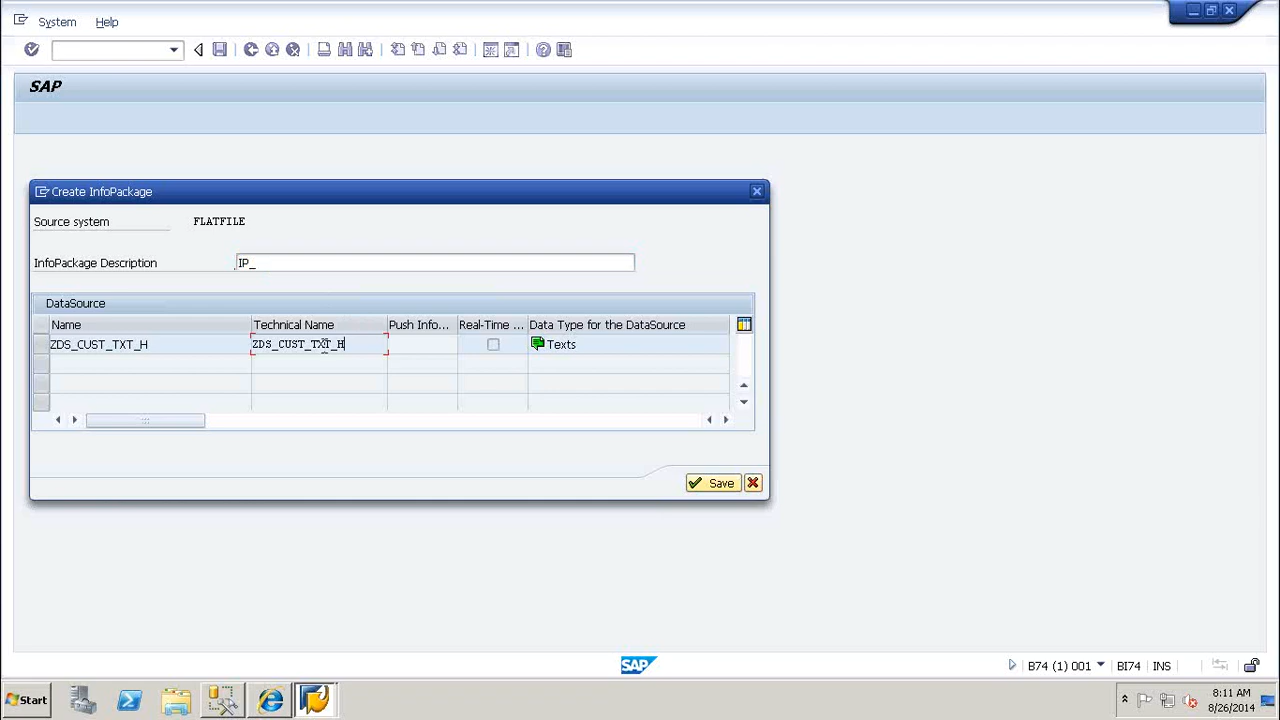 System Help
SAP
Create InfoPackage
Source system FLATFILE
InfoPackage Description IP_
DataSource
Name Technical Name Push Info... Real-Time ... Data Type for the DataSource
ZDS_CUST_TXT_H ZDS_CUST_TXT_H Texts
Save
SAP B74 (1) 001 BI74 INS
Start 8:11 AM
8/26/2014